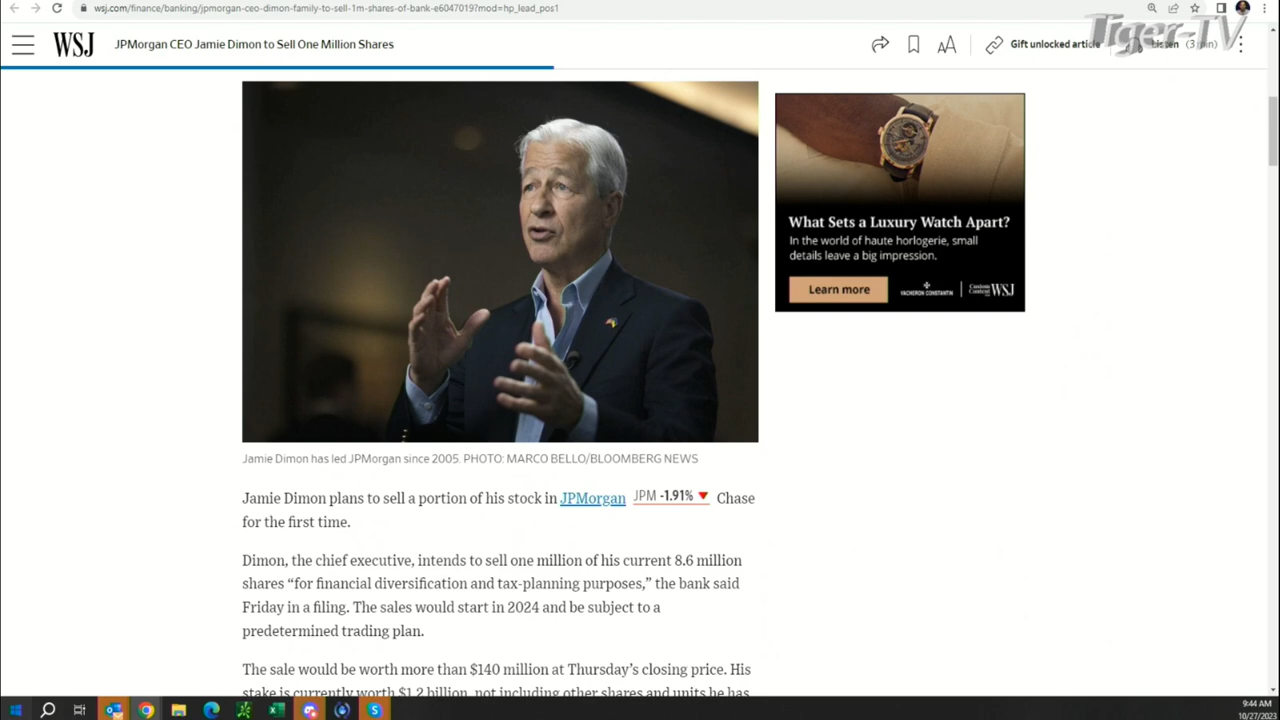 wsj.com/finance/banking/jpmorgan-ceo-dimon-family-to-sell-1m-shares-of-bank-e6047019?mod=hp_lead_pos1
Tiger-TV
WSJ
JPMorgan CEO Jamie Dimon to Sell One Million Shares
AA
Gift unlocked article
Listen (3 min)
What Sets a Luxury Watch Apart?
In the world of haute horlogerie, small
details leave a big impression.
Learn more
VACHERON CONSTANTIN
Custom Content WSJ
Jamie Dimon has led JPMorgan since 2005. PHOTO: MARCO BELLO/BLOOMBERG NEWS
Jamie Dimon plans to sell a portion of his stock in JPMorgan JPM -1.91% ▼ Chase
for the first time.
Dimon, the chief executive, intends to sell one million of his current 8.6 million
shares “for financial diversification and tax-planning purposes,” the bank said
Friday in a filing. The sales would start in 2024 and be subject to a
predetermined trading plan.
The sale would be worth more than $140 million at Thursday’s closing price. His
stake is currently worth $1.2 billion, not including other shares and units he has
9:44 AM
10/27/2023